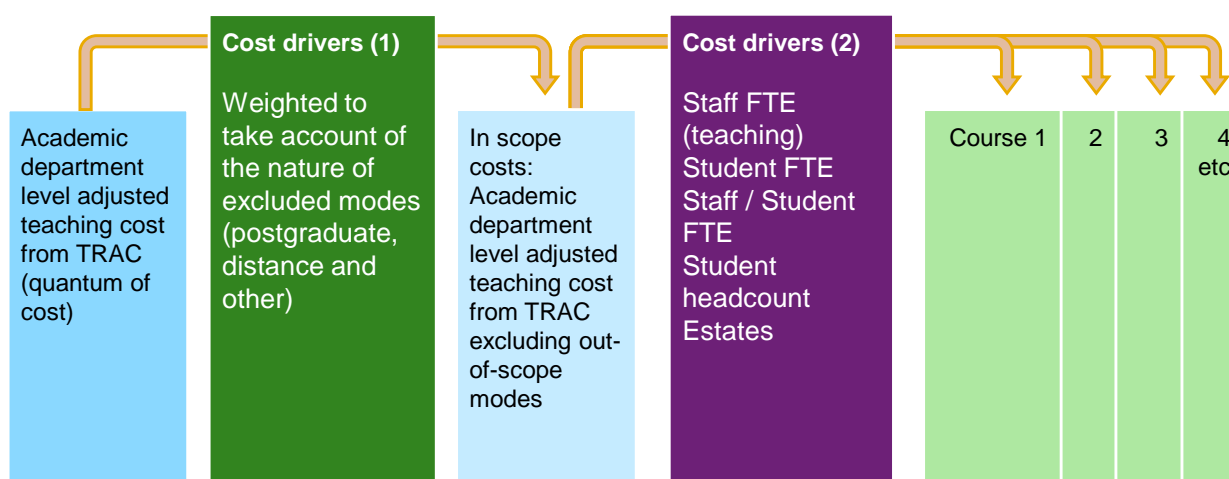 Academic
department
level adjusted
teaching cost
from TRAC
(quantum of
cost)
Cost drivers (1)
Weighted to
take account of
the nature of
excluded modes
(postgraduate,
distance and
other)
In scope
costs:
Academic
department
level adjusted
teaching cost
from TRAC
excluding out-
of-scope
modes
Cost drivers (2)
Staff FTE
(teaching)
Student FTE
Staff / Student
FTE
Student
headcount
Estates
Course 1
2
3
4
etc